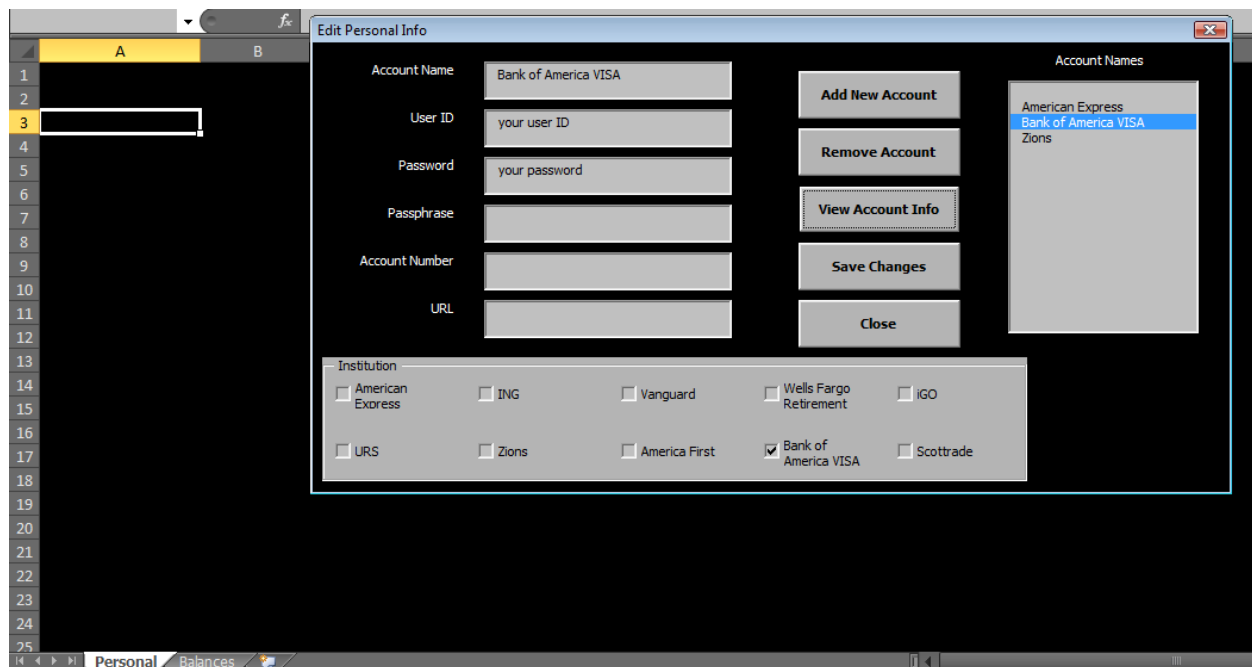 fx
Edit Personal Info
A
B
1
2
3
4
5
6
7
8
9
10
11
12
13
14
15
16
17
18
19
20
21
22
23
24
25
Account Name
Bank of America VISA
User ID
your user ID
Password
your password
Passphrase
Account Number
URL
Add New Account
Remove Account
View Account Info
Save Changes
Close
Account Names
American Express
Bank of America VISA
Zions
Institution
American
Express
ING
Vanguard
Wells Fargo
Retirement
iGO
URS
Zions
America First
Bank of
America VISA
Scottrade
Personal
Balances